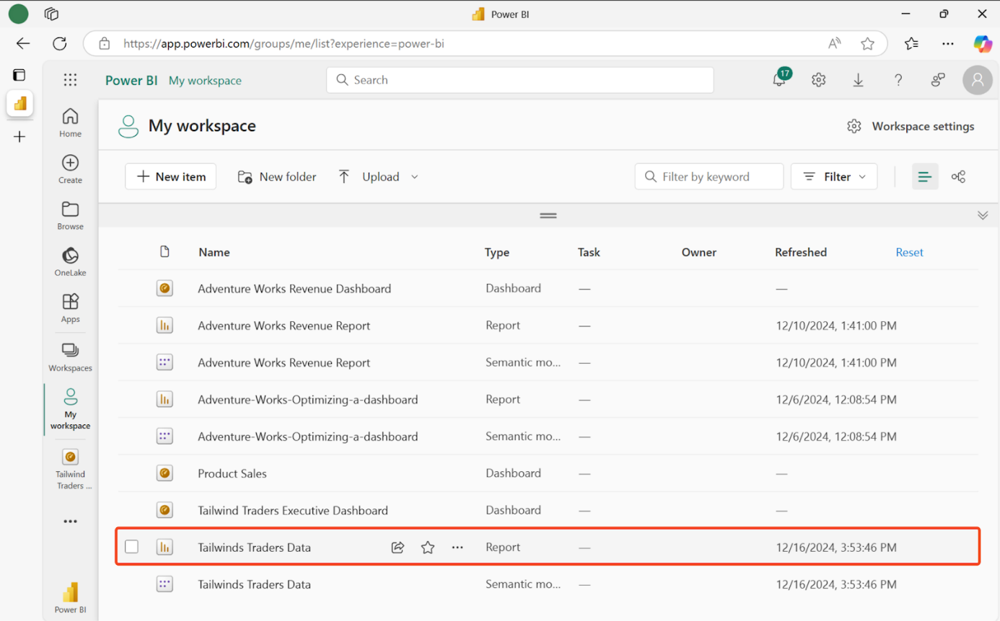 Power BI
https://app.powerbi.com/groups/me/list?experience=power-bi
Power BI My workspace
Search
17
Home
Create
Browse
OneLake
Apps
Workspaces
My
workspace
Tailwind
Traders ...
Power BI
My workspace
Workspace settings
New item
New folder
Upload
Filter by keyword
Filter
Name Type Task Owner Refreshed Reset
Adventure Works Revenue Dashboard Dashboard — —
Adventure Works Revenue Report Report — 12/10/2024, 1:41:00 PM
Adventure Works Revenue Report Semantic mo... — 12/10/2024, 1:41:00 PM
Adventure-Works-Optimizing-a-dashboard Report — 12/6/2024, 12:08:54 PM
Adventure-Works-Optimizing-a-dashboard Semantic mo... — 12/6/2024, 12:08:54 PM
Product Sales Dashboard — —
Tailwind Traders Executive Dashboard Dashboard — —
Tailwinds Traders Data Report — 12/16/2024, 3:53:46 PM
Tailwinds Traders Data Semantic mo... — 12/16/2024, 3:53:46 PM